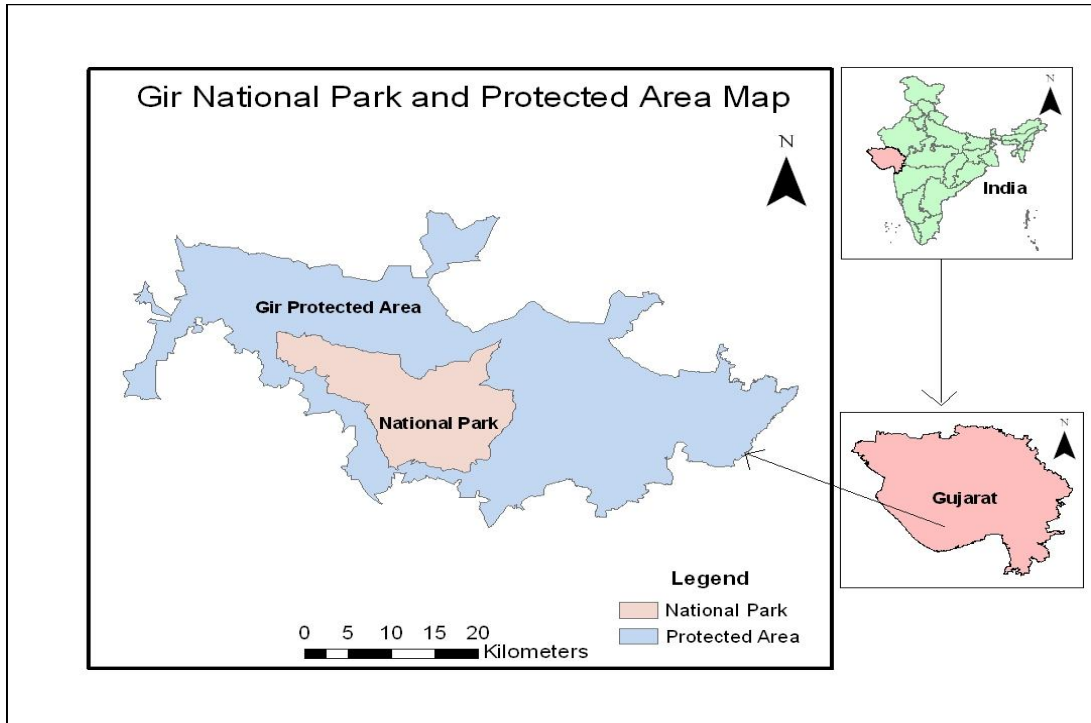 Gir National Park and Protected Area Map
N
Gir Protected Area
National Park
Legend
National Park
Protected Area
0 5 10 15 20
Kilometers
N
India
N
Gujarat